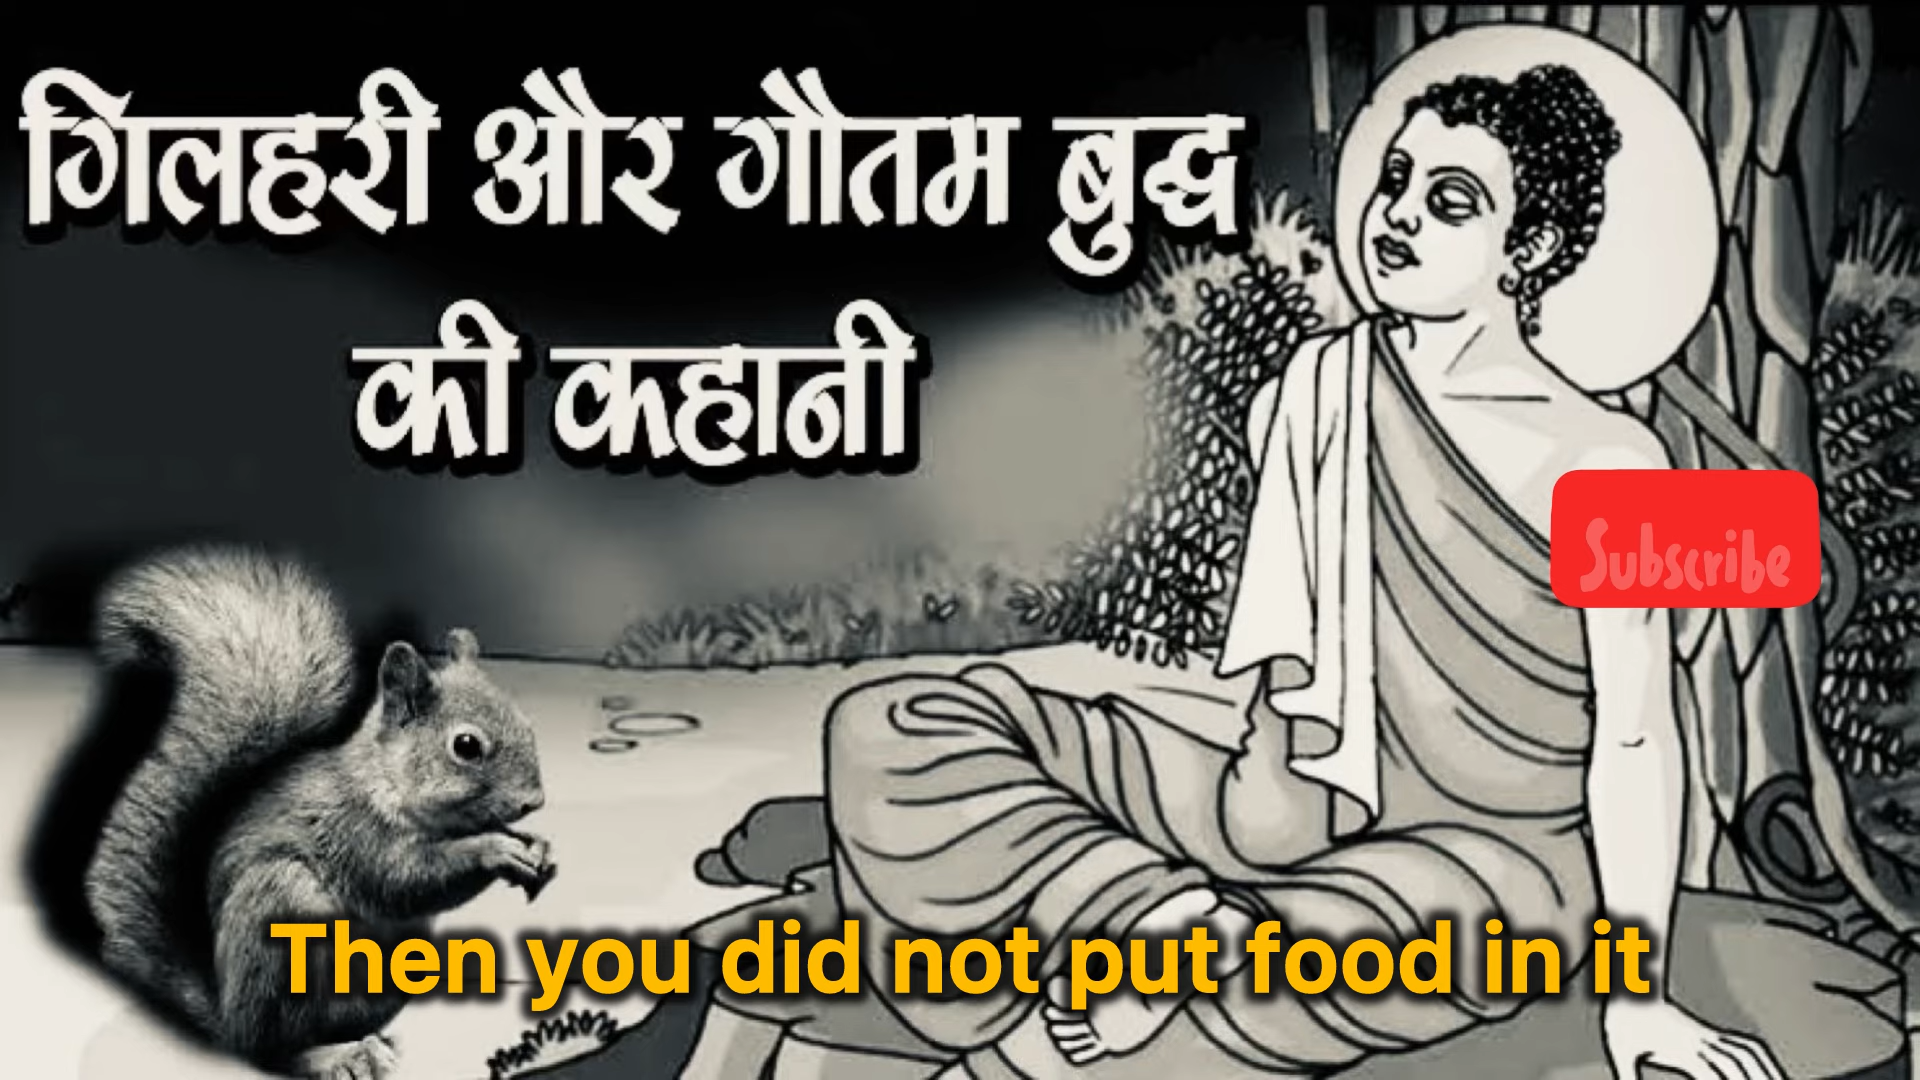 गिलहरी और गौतम बुद्ध
की कहानी
Subscribe
Then you did not put food in it